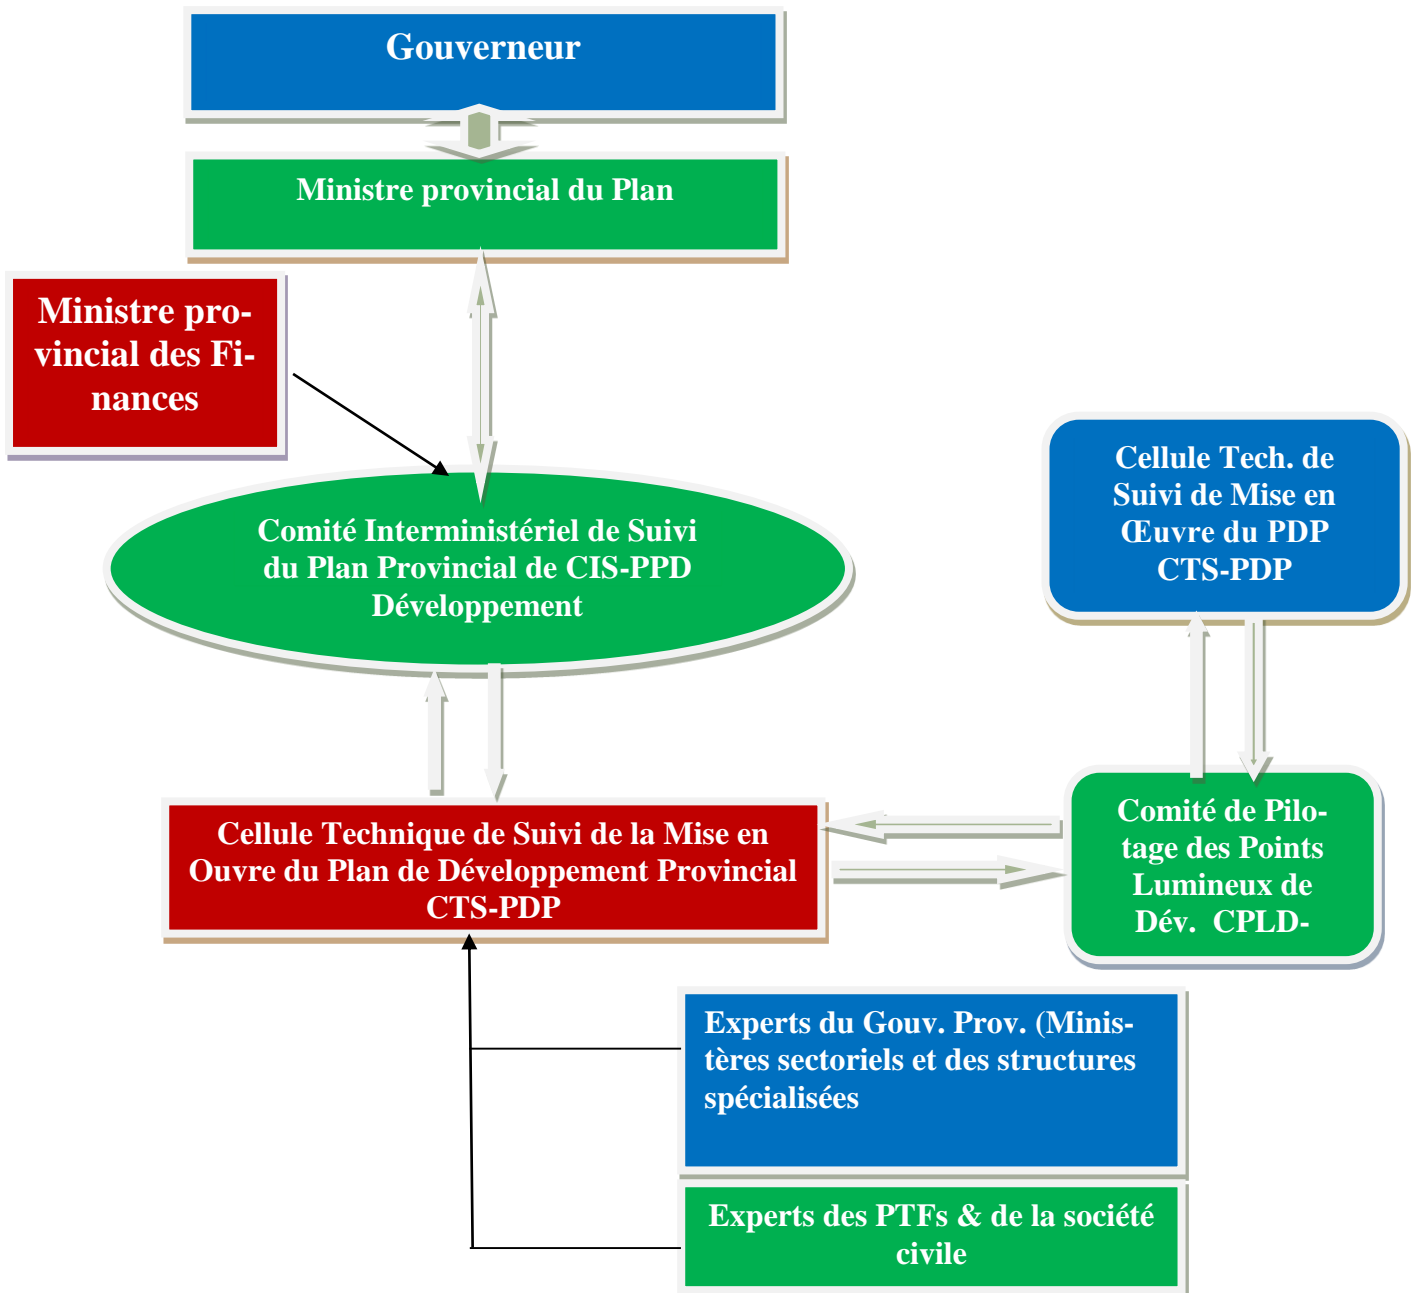 Gouverneur
Ministre provincial du Plan
Ministre pro-
vincial des Fi-
nances
Comité Interministériel de Suivi
du Plan Provincial de CIS-PPD
Développement
Cellule Tech. de
Suivi de Mise en
Œuvre du PDP
CTS-PDP
Cellule Technique de Suivi de la Mise en
Ouvre du Plan de Développement Provincial
CTS-PDP
Comité de Pilo-
tage des Points
Lumineux de
Dév.  CPLD-
Experts du Gouv. Prov. (Minis-
tères sectoriels et des structures
spécialisées
Experts des PTFs & de la société
civile